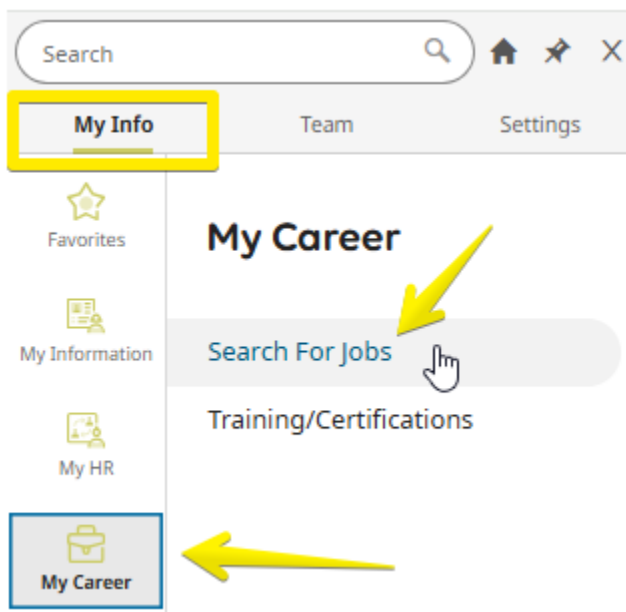 Search
My Info
Team
Settings
Favorites
My Career
My Information
Search For Jobs
Training/Certifications
My HR
My Career